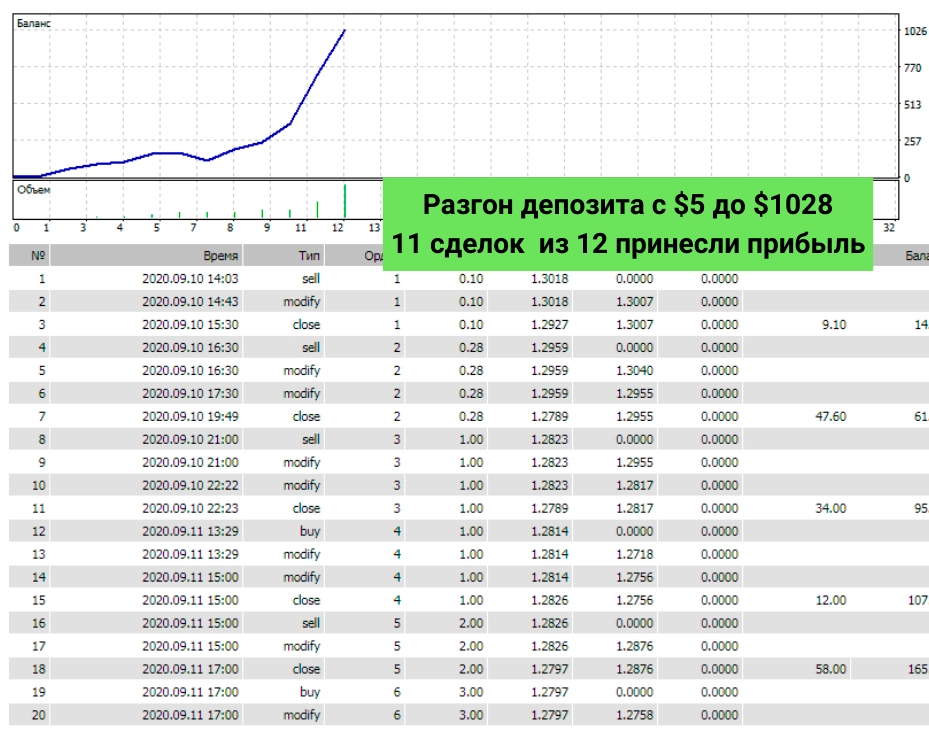 Баланс
1026
770
513
257
0
Объем
0 1 3 4 5 7 8 9 11 12 13 32
Разгон депозита с $5 до $1028
11 сделок из 12 принесли прибыль
№ Время Тип
1 2020.09.10 14:03 sell 1 0.10 1.3018 0.0000 0.0000
2 2020.09.10 14:43 modify 1 0.10 1.3018 1.3007 0.0000
3 2020.09.10 15:30 close 1 0.10 1.2927 1.3007 0.0000 9.10 14.
4 2020.09.10 16:30 sell 2 0.28 1.2959 0.0000 0.0000
5 2020.09.10 16:30 modify 2 0.28 1.2959 1.3040 0.0000
6 2020.09.10 17:30 modify 2 0.28 1.2959 1.2955 0.0000
7 2020.09.10 19:49 close 2 0.28 1.2789 1.2955 0.0000 47.60 61.
8 2020.09.10 21:00 sell 3 1.00 1.2823 0.0000 0.0000
9 2020.09.10 21:00 modify 3 1.00 1.2823 1.2955 0.0000
10 2020.09.10 22:22 modify 3 1.00 1.2823 1.2817 0.0000
11 2020.09.10 22:23 close 3 1.00 1.2789 1.2817 0.0000 34.00 95.
12 2020.09.11 13:29 buy 4 1.00 1.2814 0.0000 0.0000
13 2020.09.11 13:29 modify 4 1.00 1.2814 1.2718 0.0000
14 2020.09.11 15:00 modify 4 1.00 1.2814 1.2756 0.0000
15 2020.09.11 15:00 close 4 1.00 1.2826 1.2756 0.0000 12.00 107
16 2020.09.11 15:00 sell 5 2.00 1.2826 0.0000 0.0000
17 2020.09.11 15:00 modify 5 2.00 1.2826 1.2876 0.0000
18 2020.09.11 17:00 close 5 2.00 1.2797 1.2876 0.0000 58.00 165
19 2020.09.11 17:00 buy 6 3.00 1.2797 0.0000 0.0000
20 2020.09.11 17:00 modify 6 3.00 1.2797 1.2758 0.0000